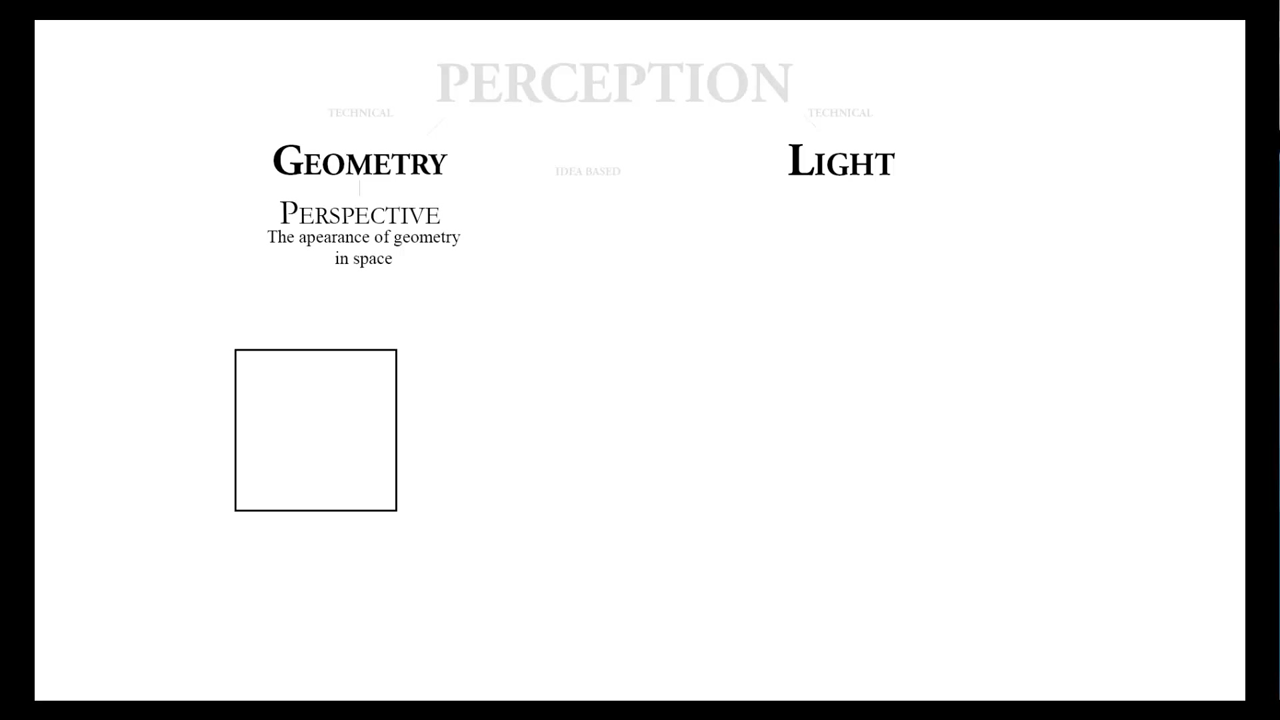 PERCEPTION
TECHNICAL
TECHNICAL
GEOMETRY
LIGHT
IDEA BASED
PERSPECTIVE
The apearance of geometry
in space